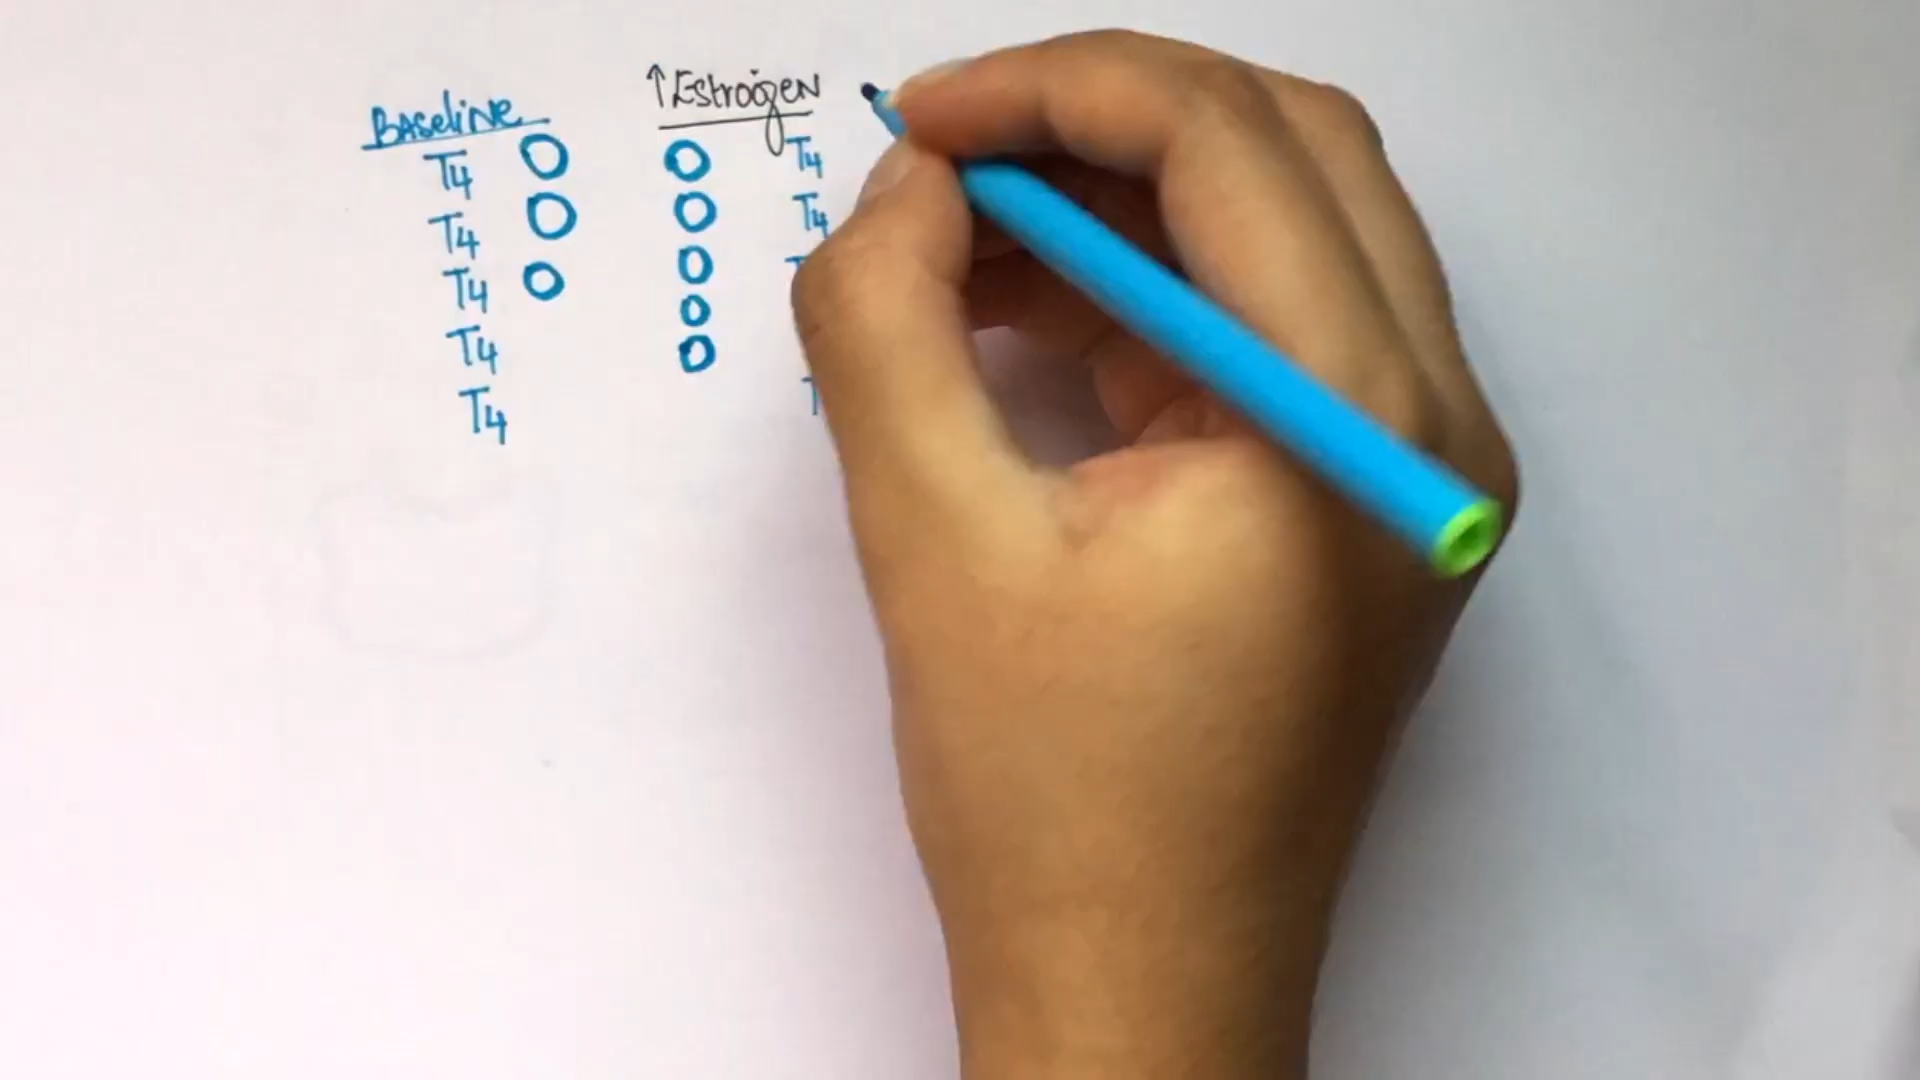 BAseliNe
↑EstrogeN
T4 O O T4
T4 O O T4
T4 O O
T4 O
T4 O